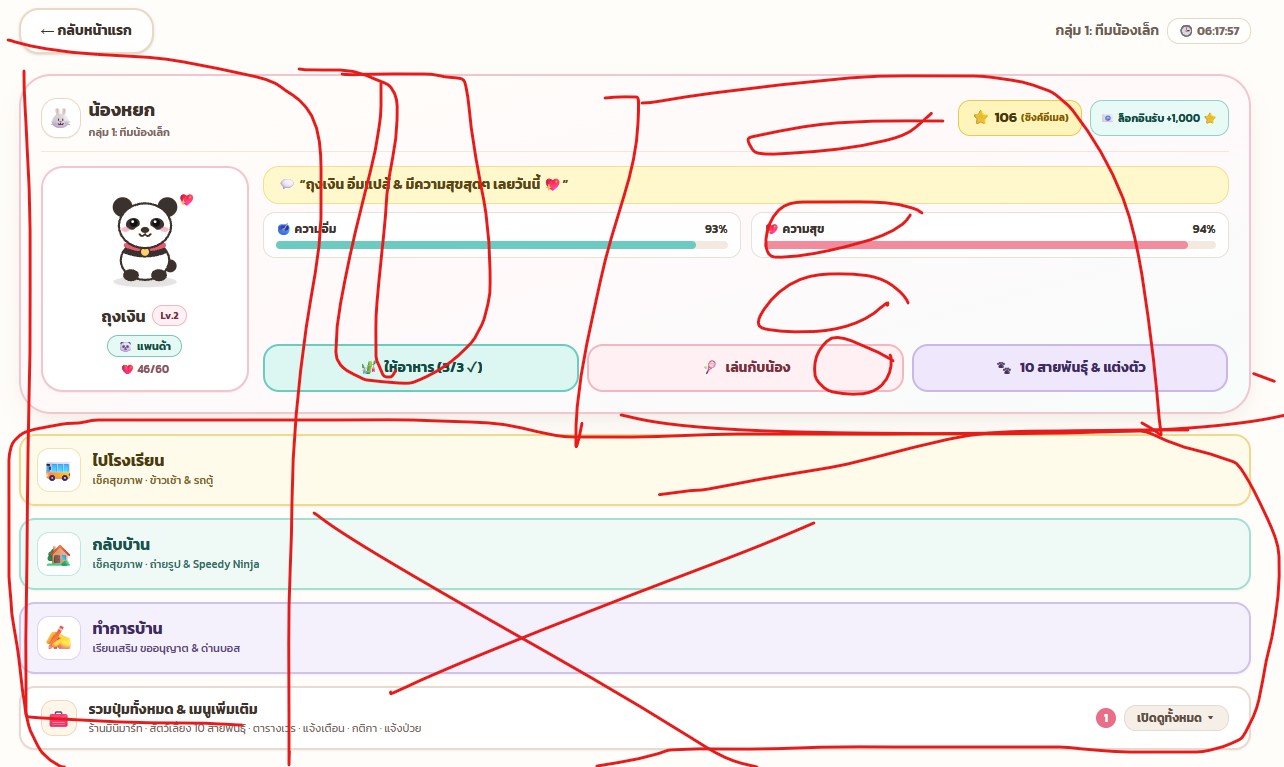 ← กลับหน้าแรก
กลุ่ม 1: ทีมน้องเล็ก 06:17:57
น้องหยก
กลุ่ม 1: ทีมน้องเล็ก
106 (ซิงค์อีเมล)
ล็อกอินรับ +1,000
"ถุงเงิน อิ่มแปล้ & มีความสุขสุดๆ เลยวันนี้ 💖"
ความอิ่ม 93%
ความสุข 94%
ถุงเงิน Lv.2
แพนด้า
46/60
ให้อาหาร (3/3 ✓)
เล่นกับน้อง
10 สายพันธุ์ & แต่งตัว
ไปโรงเรียน
เช็คสุขภาพ · ข้าวเช้า & รถตู้
กลับบ้าน
เช็คสุขภาพ · ถ่ายรูป & Speedy Ninja
ทำการบ้าน
เรียนเสริม ขออนุญาต & ด่านบอส
รวมปุ่มทั้งหมด & เมนูเพิ่มเติม
ร้านมินิมาร์ท · สัตว์เลี้ยง 10 สายพันธุ์ · ตารางเวร · แจ้งเตือน · กติกา · แจ้งป่วย
1 เปิดดูทั้งหมด